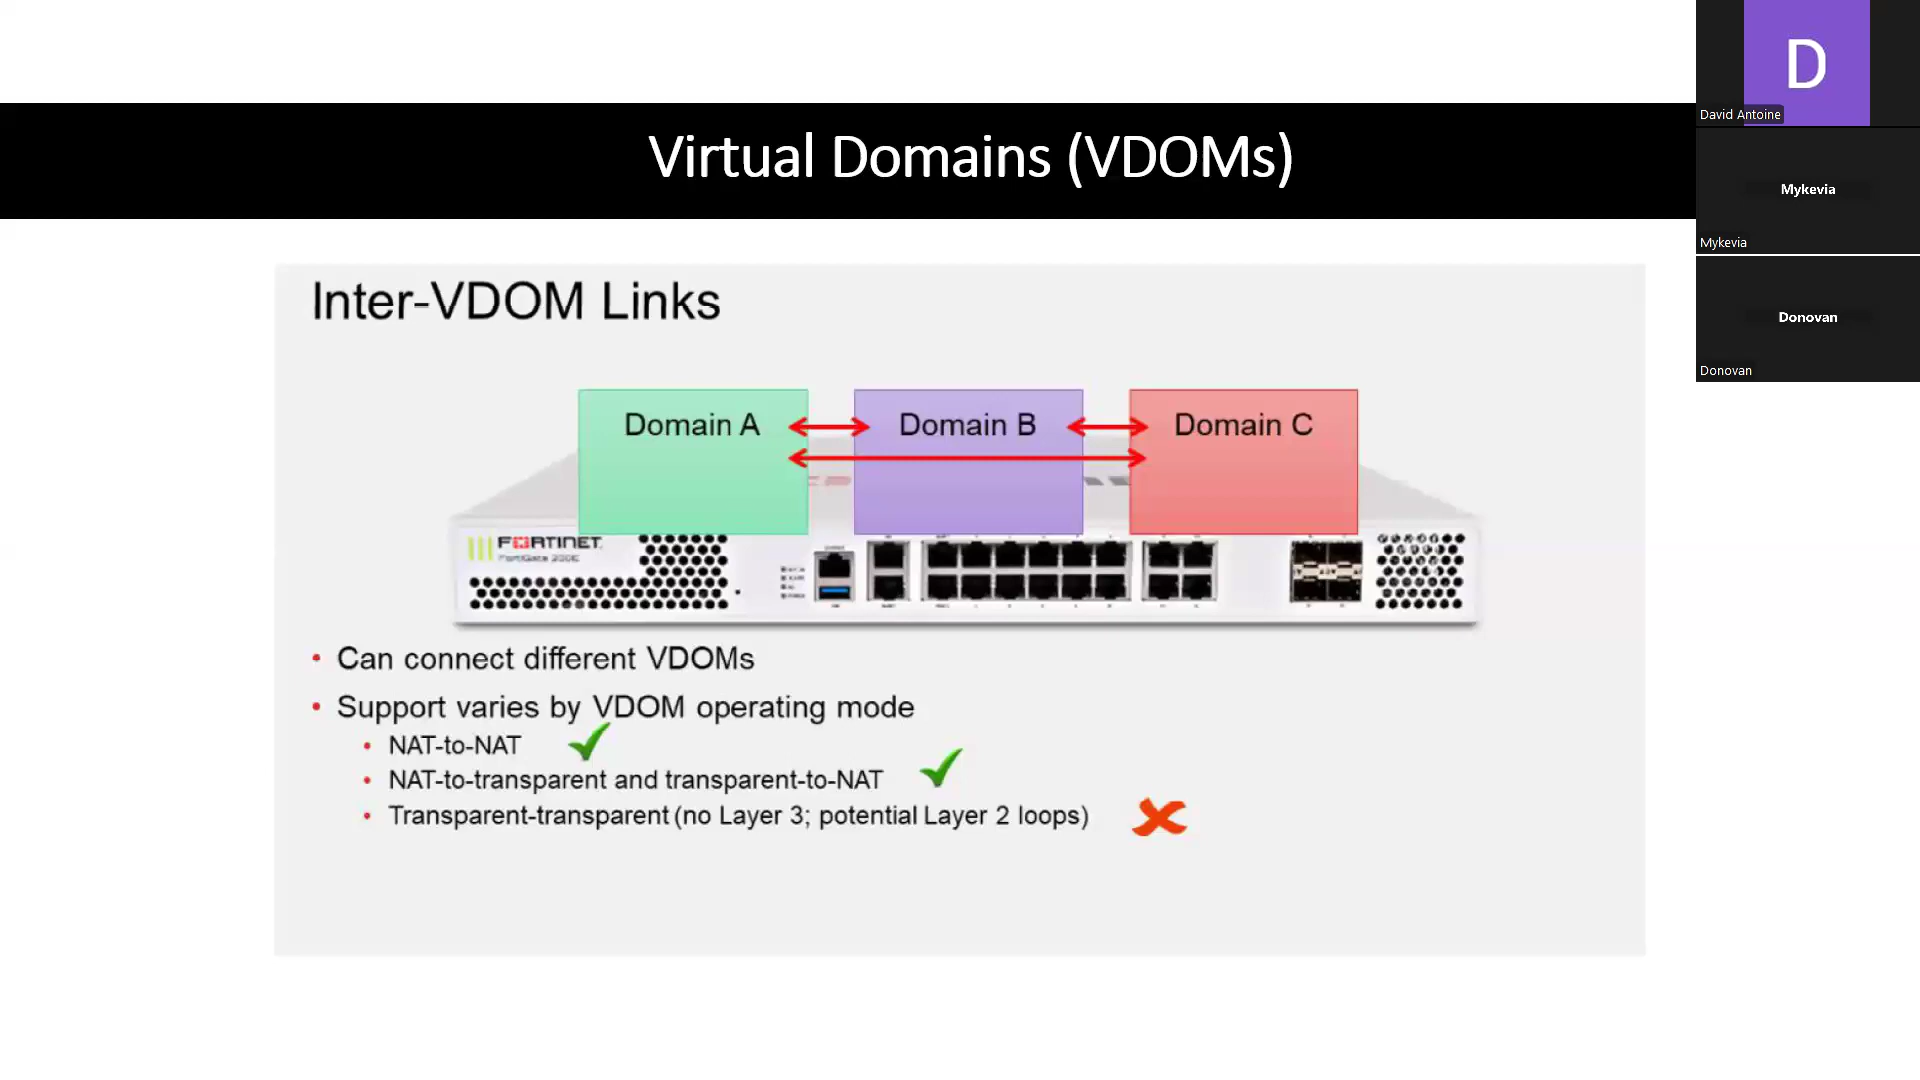 Virtual Domains (VDOMs)
Inter-VDOM Links
Domain A
Domain B
Domain C
FORTINET
FortiGate 200E
• Can connect different VDOMs
• Support varies by VDOM operating mode
• NAT-to-NAT
• NAT-to-transparent and transparent-to-NAT
• Transparent-transparent (no Layer 3; potential Layer 2 loops)
D
David Antoine
Mykevia
Mykevia
Donovan
Donovan